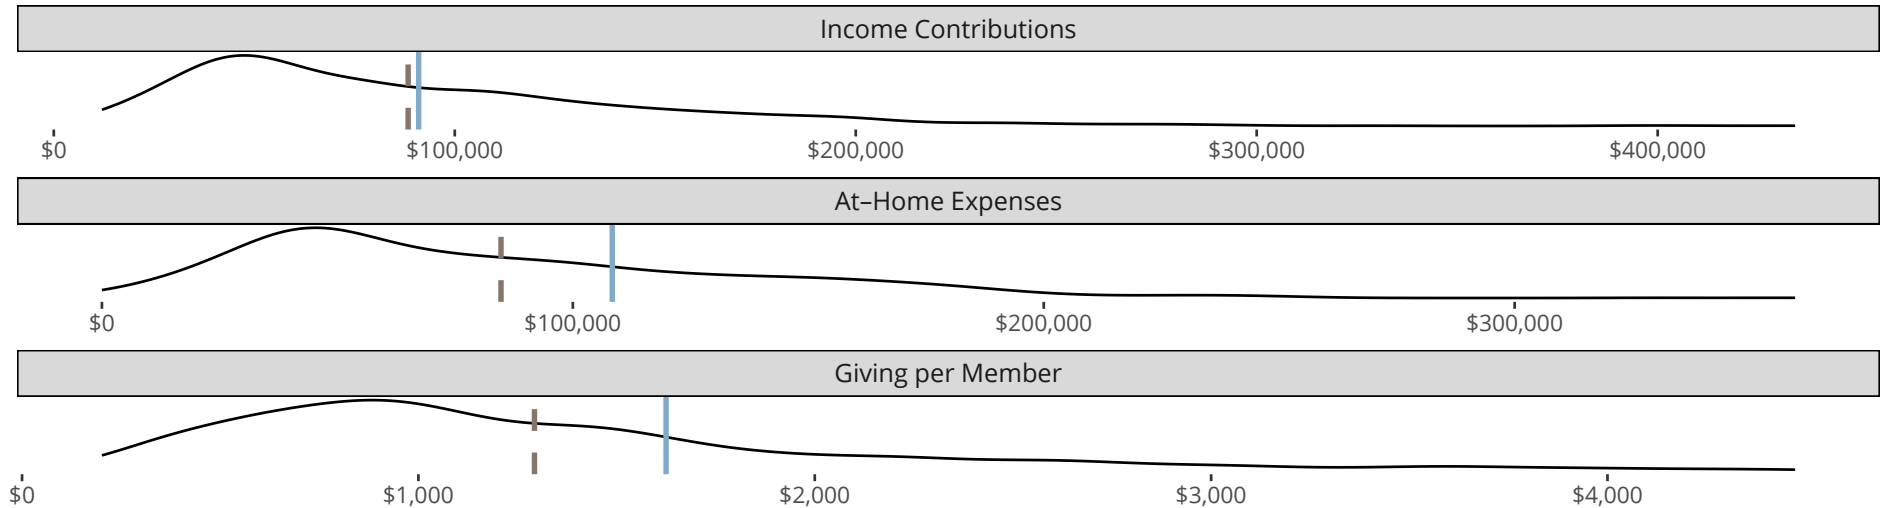 Income Contributions
$0 $100,000 $200,000 $300,000 $400,000
At–Home Expenses
$0 $100,000 $200,000 $300,000
Giving per Member
$0 $1,000 $2,000 $3,000 $4,000